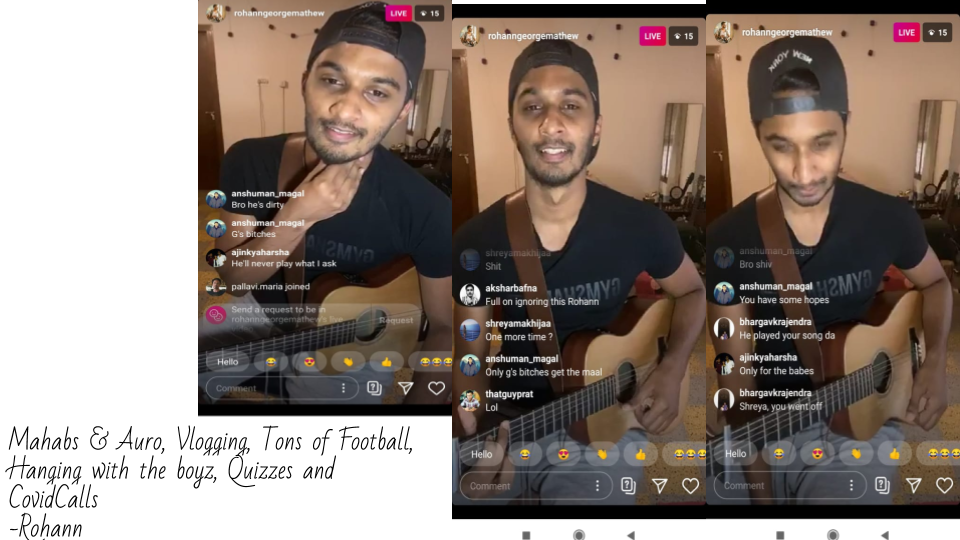 rohanngeorgemathew
LIVE
15
anshuman_magal
Bro he's dirty
anshuman_magal
G's bitches
ajinkyaharsha
He'll never play what I ask
pallavi.maria joined
Send a request to be in
rohanngeorgemathew's live
Request
Hello
Comment
rohanngeorgemathew
LIVE
15
shreyamakhijaa
Shit
aksharbafna
Full on ignoring this Rohann
shreyamakhijaa
One more time ?
anshuman_magal
Only g's bitches get the maal
thatguyprat
Lol
Hello
Comment
rohanngeorgemathew
LIVE
15
NEW YORK
anshuman_magal
Bro shiv
anshuman_magal
You have some hopes
bhargavkrajendra
He played your song da
ajinkyaharsha
Only for the babes
bhargavkrajendra
Shreya, you went off
Hello
Comment
Mahabs & Auro, Vlogging, Tons of Football,
Hanging with the boyz, Quizzes and
CovidCalls
-Rohann